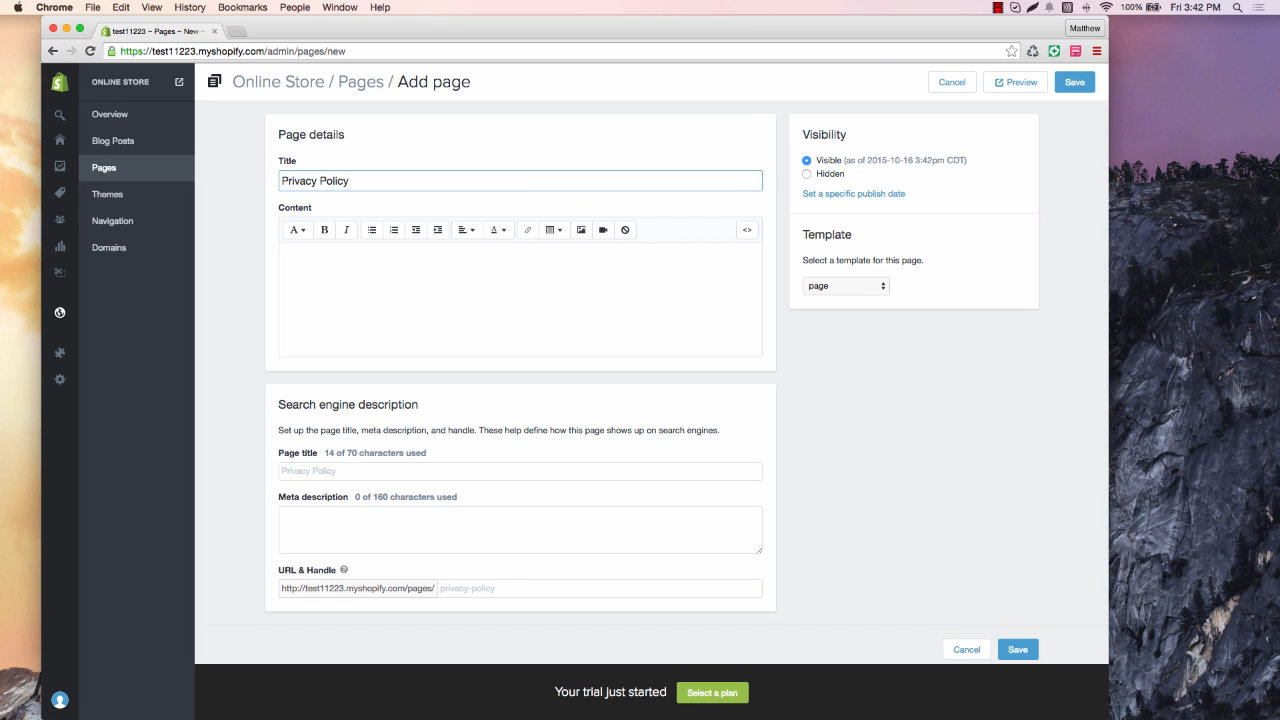 Chrome File Edit View History Bookmarks People Window Help 100% Fri 3:42 PM
test11223 ~ Pages ~ New ~ Matthew
https://test11223.myshopify.com/admin/pages/new
ONLINE STORE Online Store / Pages / Add page Cancel Preview Save
Overview
Blog Posts
Pages
Themes
Navigation
Domains
Page details
Title
Privacy Policy
Content
A B I A <>
Visibility
Visible (as of 2015-10-16 3:42pm CDT)
Hidden
Set a specific publish date
Template
Select a template for this page.
page
Search engine description
Set up the page title, meta description, and handle. These help define how this page shows up on search engines.
Page title 14 of 70 characters used
Privacy Policy
Meta description 0 of 160 characters used
URL & Handle ?
http://test11223.myshopify.com/pages/ privacy-policy
Cancel Save
Your trial just started Select a plan